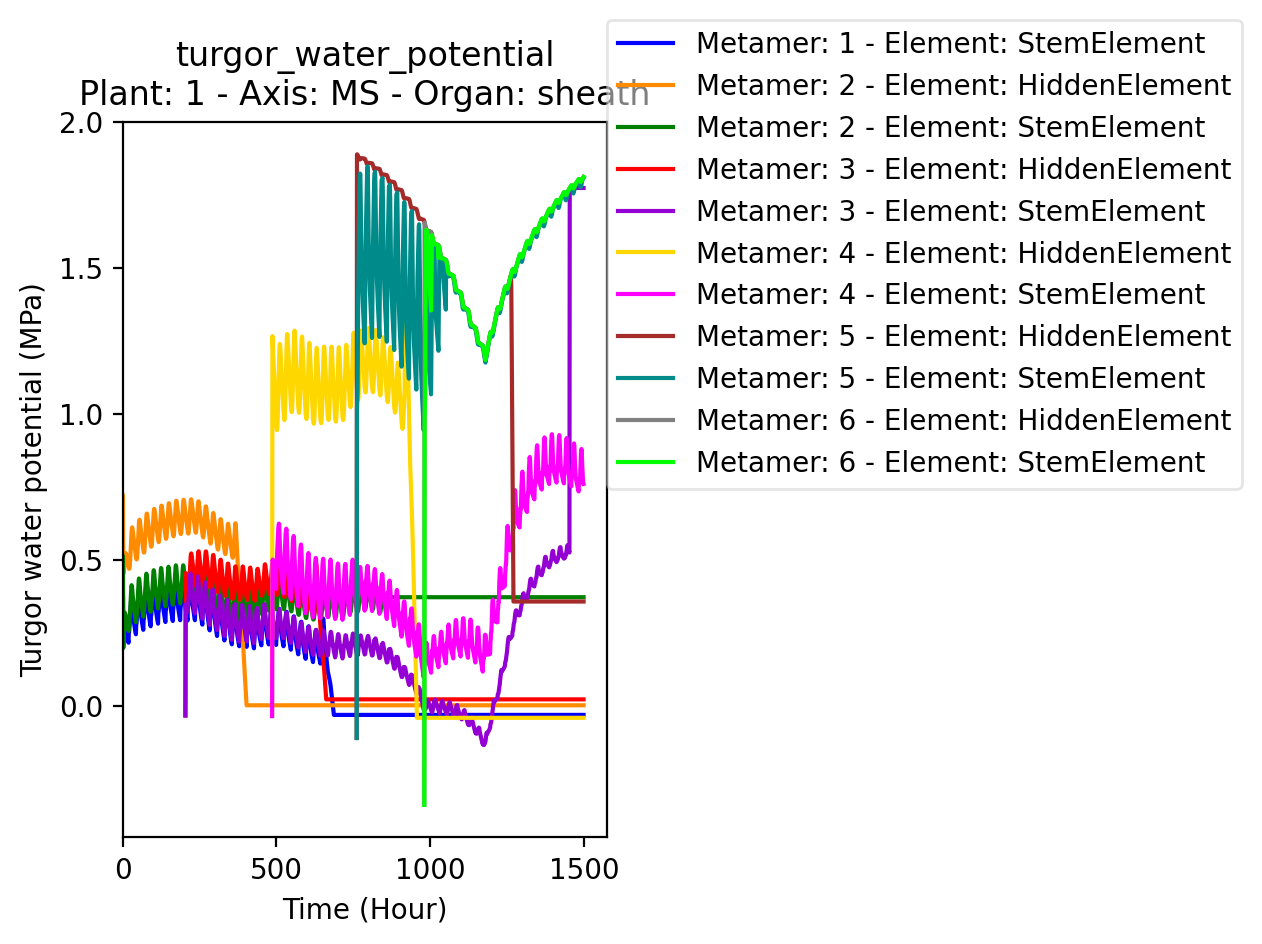 turgor_water_potential
Plant: 1 - Axis: MS - Organ: sheath
Metamer: 1 - Element: StemElement
Metamer: 2 - Element: HiddenElement
Metamer: 2 - Element: StemElement
Metamer: 3 - Element: HiddenElement
Metamer: 3 - Element: StemElement
Metamer: 4 - Element: HiddenElement
Metamer: 4 - Element: StemElement
Metamer: 5 - Element: HiddenElement
Metamer: 5 - Element: StemElement
Metamer: 6 - Element: HiddenElement
Metamer: 6 - Element: StemElement
Turgor water potential (MPa)
2.0
1.5
1.0
0.5
0.0
0 500 1000 1500
Time (Hour)